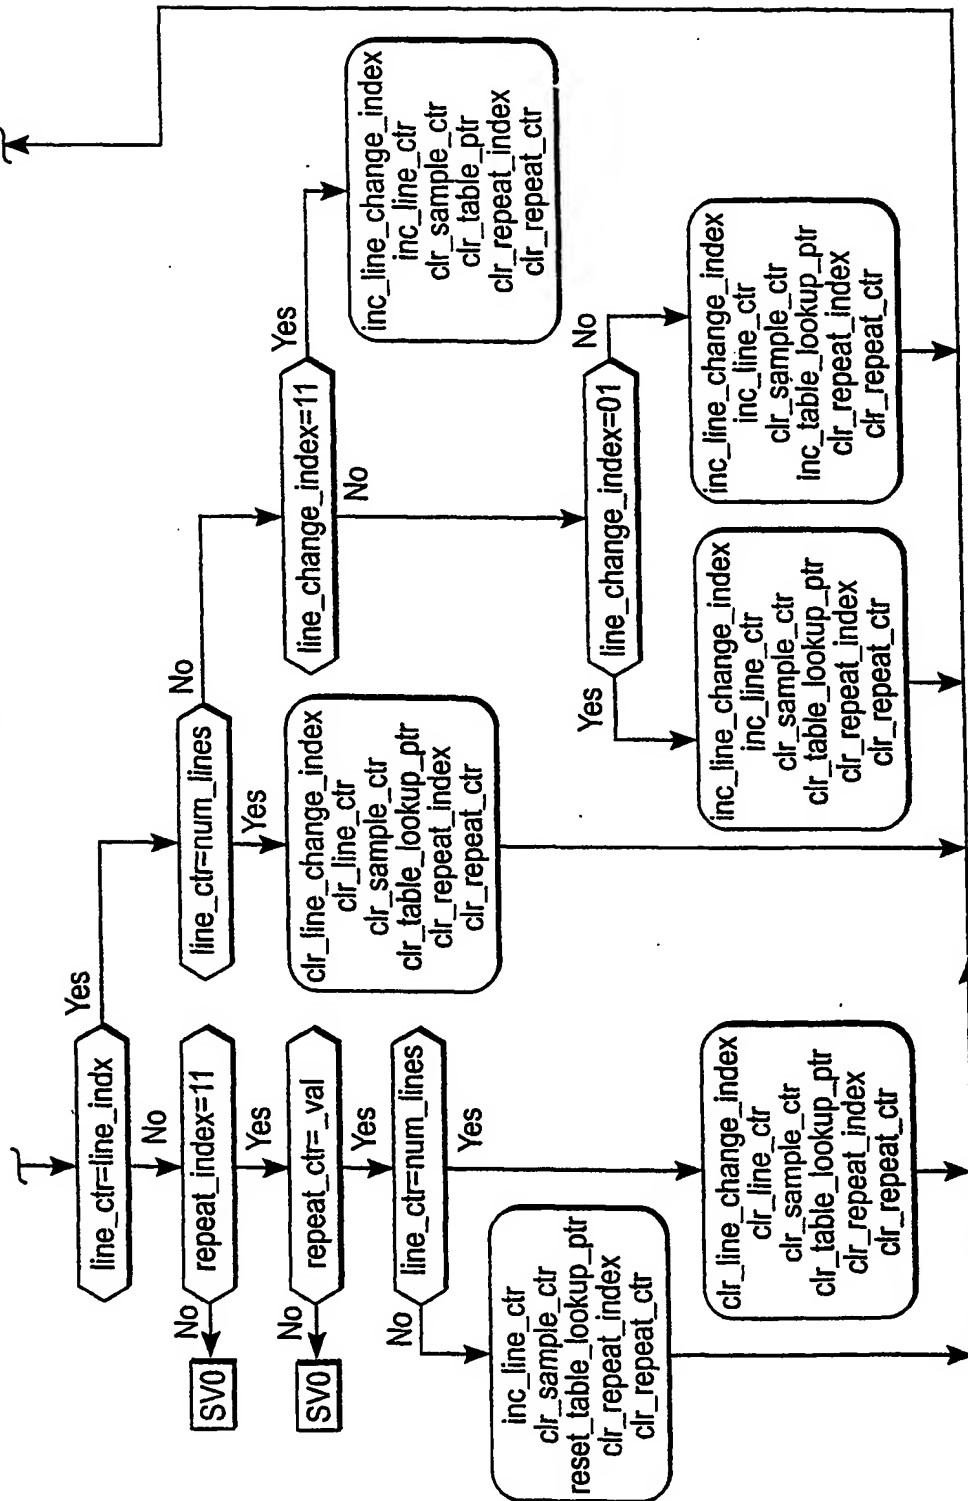 line_ctr=line_indx
Yes
No
repeat_index=11
No
Yes
SV0
repeat_ctr=_val
No
Yes
SV0
line_ctr=num_lines
No
Yes
inc_line_ctr
clr_sample_ctr
reset_table_lookup_ptr
clr_repeat_index
clr_repeat_ctr
clr_line_change_index
clr_line_ctr
clr_sample_ctr
clr_table_lookup_ptr
clr_repeat_index
clr_repeat_ctr
line_ctr=num_lines
No
Yes
clr_line_change_index
clr_line_ctr
clr_sample_ctr
clr_table_lookup_ptr
clr_repeat_index
clr_repeat_ctr
line_change_index=11
Yes
No
inc_line_change_index
inc_line_ctr
clr_sample_ctr
clr_table_ptr
clr_repeat_index
clr_repeat_ctr
line_change_index=01
Yes
No
inc_line_change_index
inc_line_ctr
clr_sample_ctr
clr_table_lookup_ptr
clr_repeat_index
clr_repeat_ctr
inc_line_change_index
inc_line_ctr
clr_sample_ctr
inc_table_lookup_ptr
clr_repeat_index
clr_repeat_ctr